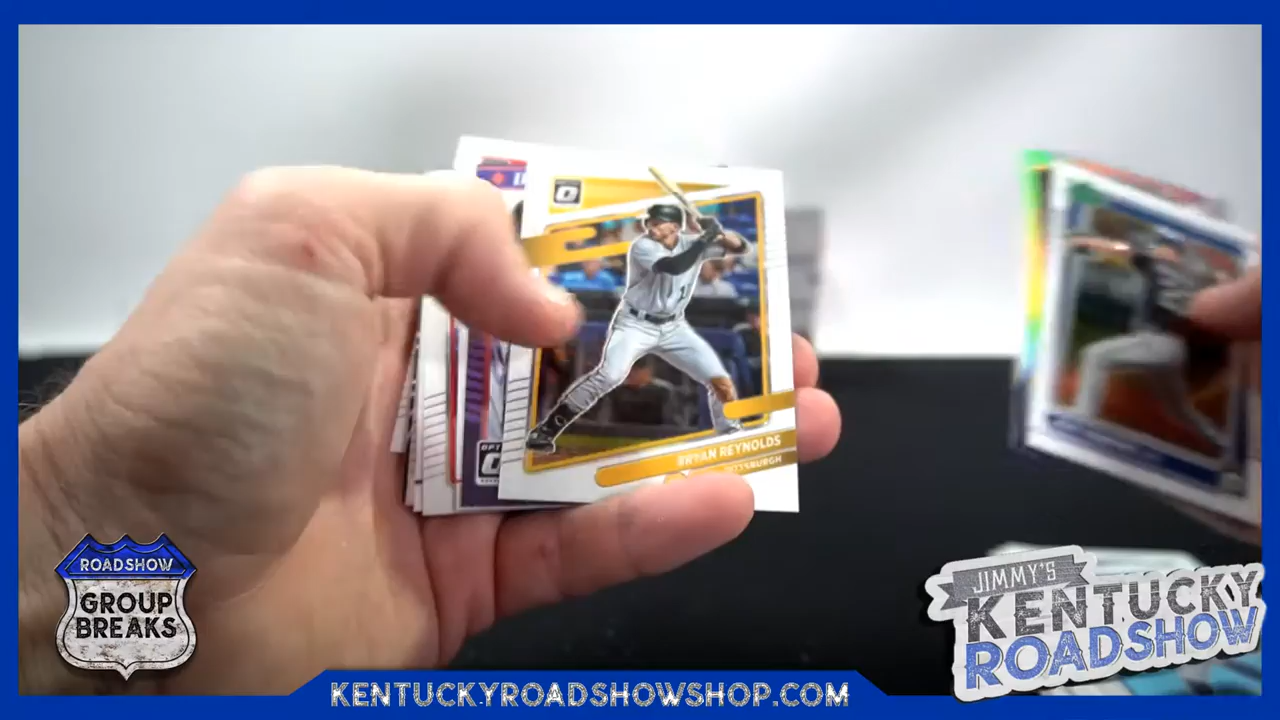 BRYAN REYNOLDS
PITTSBURGH
ROADSHOW
GROUP
BREAKS
JIMMY'S
KENTUCKY
ROADSHOW
KENTUCKYROADSHOWSHOP.COM